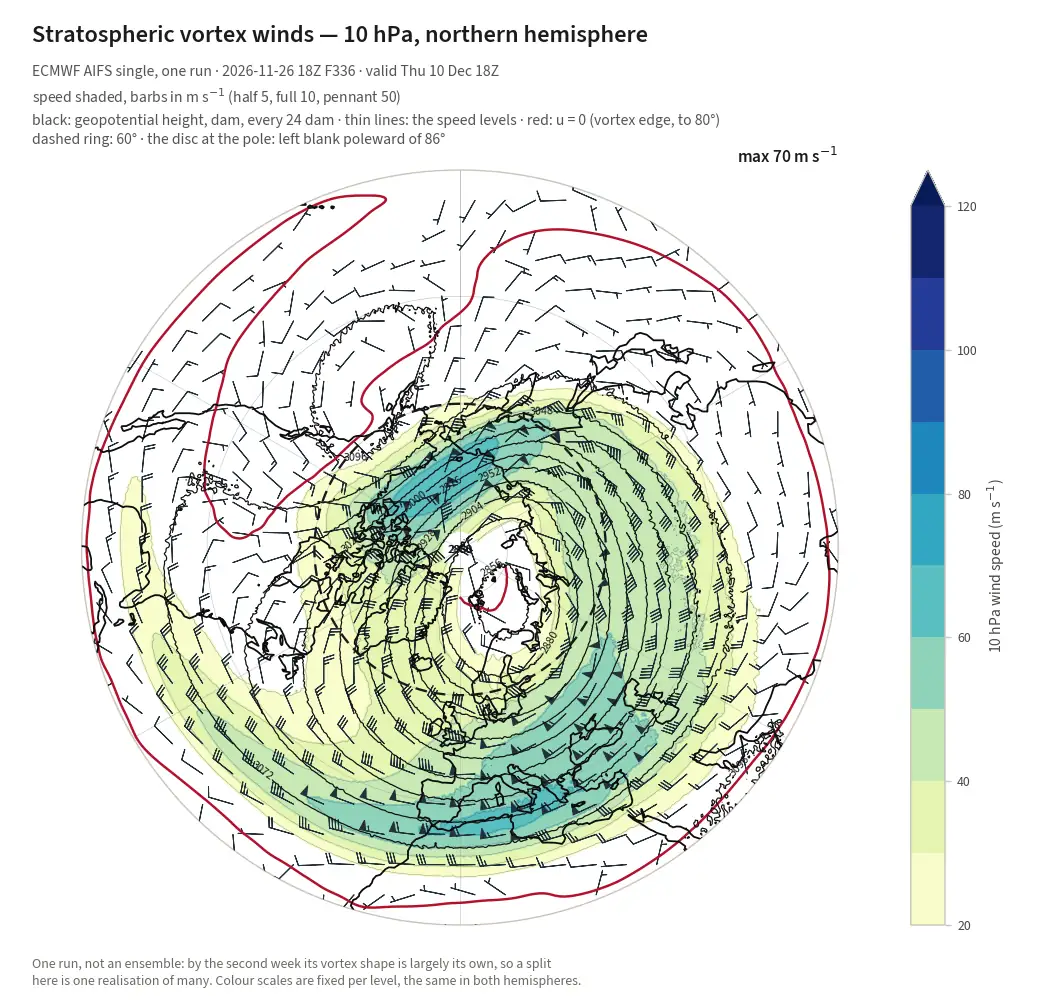 Stratospheric vortex winds — 10 hPa, northern hemisphere
ECMWF AIFS single, one run · 2026-11-26 18Z F336 · valid Thu 10 Dec 18Z
speed shaded, barbs in m s⁻¹ (half 5, full 10, pennant 50)
black: geopotential height, dam, every 24 dam · thin lines: the speed levels · red: u = 0 (vortex edge, to 80°)
dashed ring: 60° · the disc at the pole: left blank poleward of 86°
max 70 m s⁻¹
120
100
80
60
40
20
10 hPa wind speed (m s⁻¹)
3048
3096
2952
3000
2904
2880
3072
One run, not an ensemble: by the second week its vortex shape is largely its own, so a split
here is one realisation of many. Colour scales are fixed per level, the same in both hemispheres.